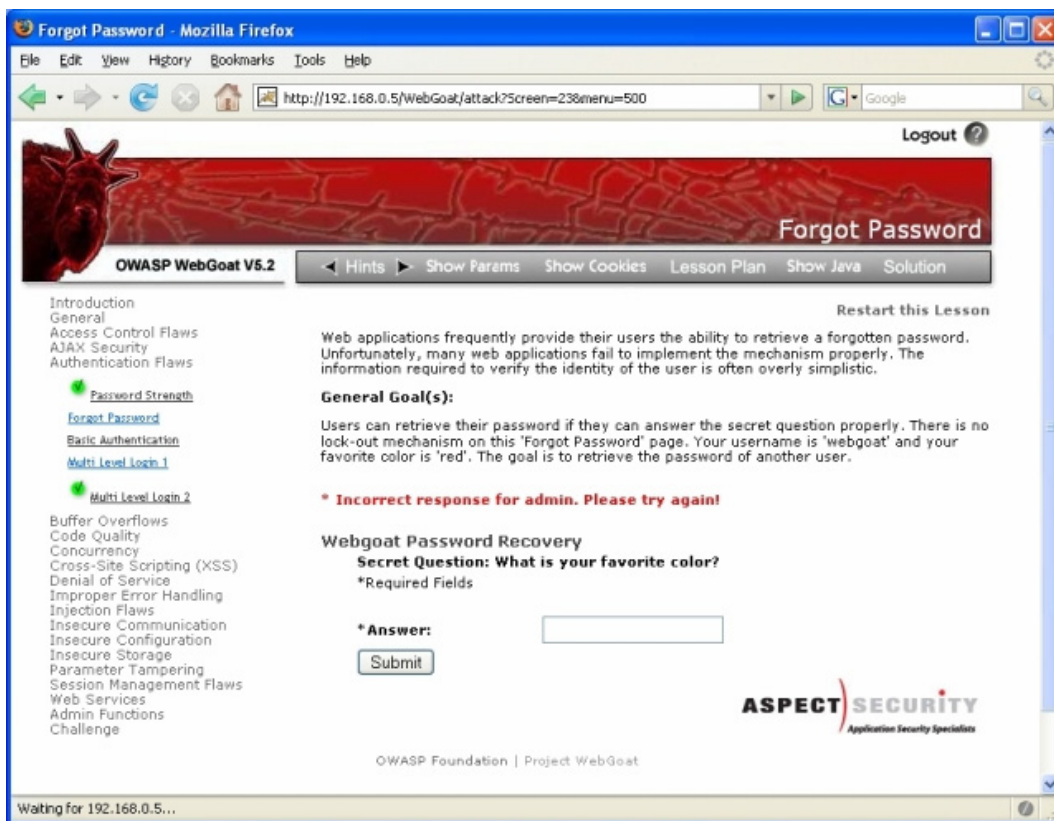 Forgot Password - Mozilla Firefox
File Edit View History Bookmarks Tools Help
http://192.168.0.5/WebGoat/attack?Screen=23&menu=500
Google
Logout ?
Forgot Password
OWASP WebGoat V5.2
Hints Show Params Show Cookies Lesson Plan Show Java Solution
Introduction
General
Access Control Flaws
AJAX Security
Authentication Flaws
Password Strength
Forgot Password
Basic Authentication
Multi Level Login 1
Multi Level Login 2
Buffer Overflows
Code Quality
Concurrency
Cross-Site Scripting (XSS)
Denial of Service
Improper Error Handling
Injection Flaws
Insecure Communication
Insecure Configuration
Insecure Storage
Parameter Tampering
Session Management Flaws
Web Services
Admin Functions
Challenge
Restart this Lesson
Web applications frequently provide their users the ability to retrieve a forgotten password.
Unfortunately, many web applications fail to implement the mechanism properly. The
information required to verify the identity of the user is often overly simplistic.
General Goal(s):
Users can retrieve their password if they can answer the secret question properly. There is no
lock-out mechanism on this 'Forgot Password' page. Your username is 'webgoat' and your
favorite color is 'red'. The goal is to retrieve the password of another user.
* Incorrect response for admin. Please try again!
Webgoat Password Recovery
Secret Question: What is your favorite color?
*Required Fields
*Answer:
Submit
ASPECT SECURITY
Application Security Specialists
OWASP Foundation | Project WebGoat
Waiting for 192.168.0.5...